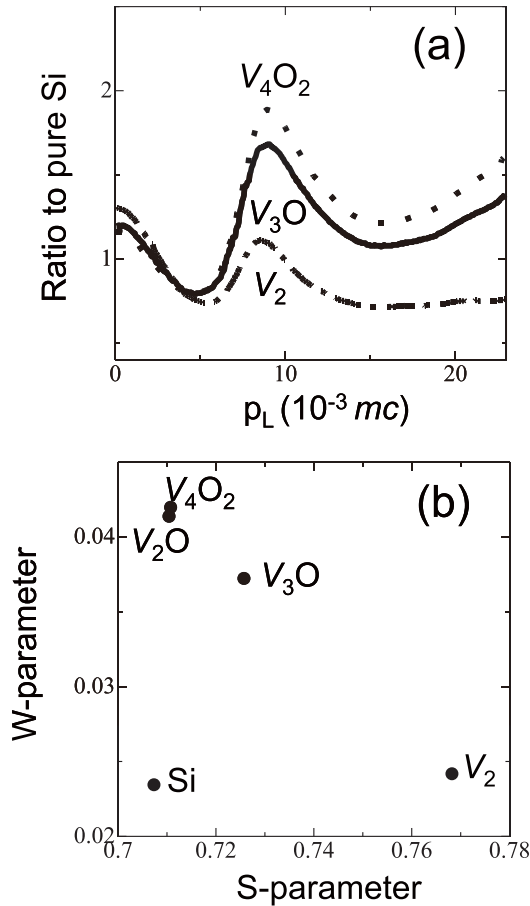 (a)
Ratio to pure Si
2
1
V₄O₂
V₃O
V₂
0
10
20
p_L (10⁻³ mc)
(b)
W-parameter
0.04
0.03
0.02
V₄O₂
V₂O
V₃O
Si
V₂
0.7
0.72
0.74
0.76
0.78
S-parameter